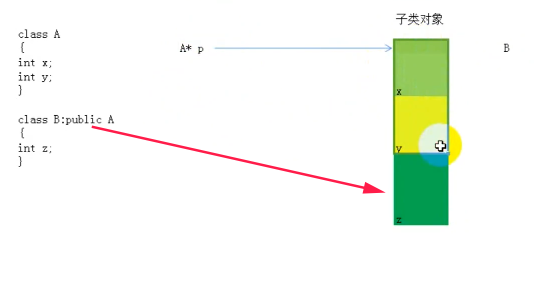 子类对象
class A
{
int x;
int y;
}
A* p
B
x
y
z
class B:public A
{
int z;
}